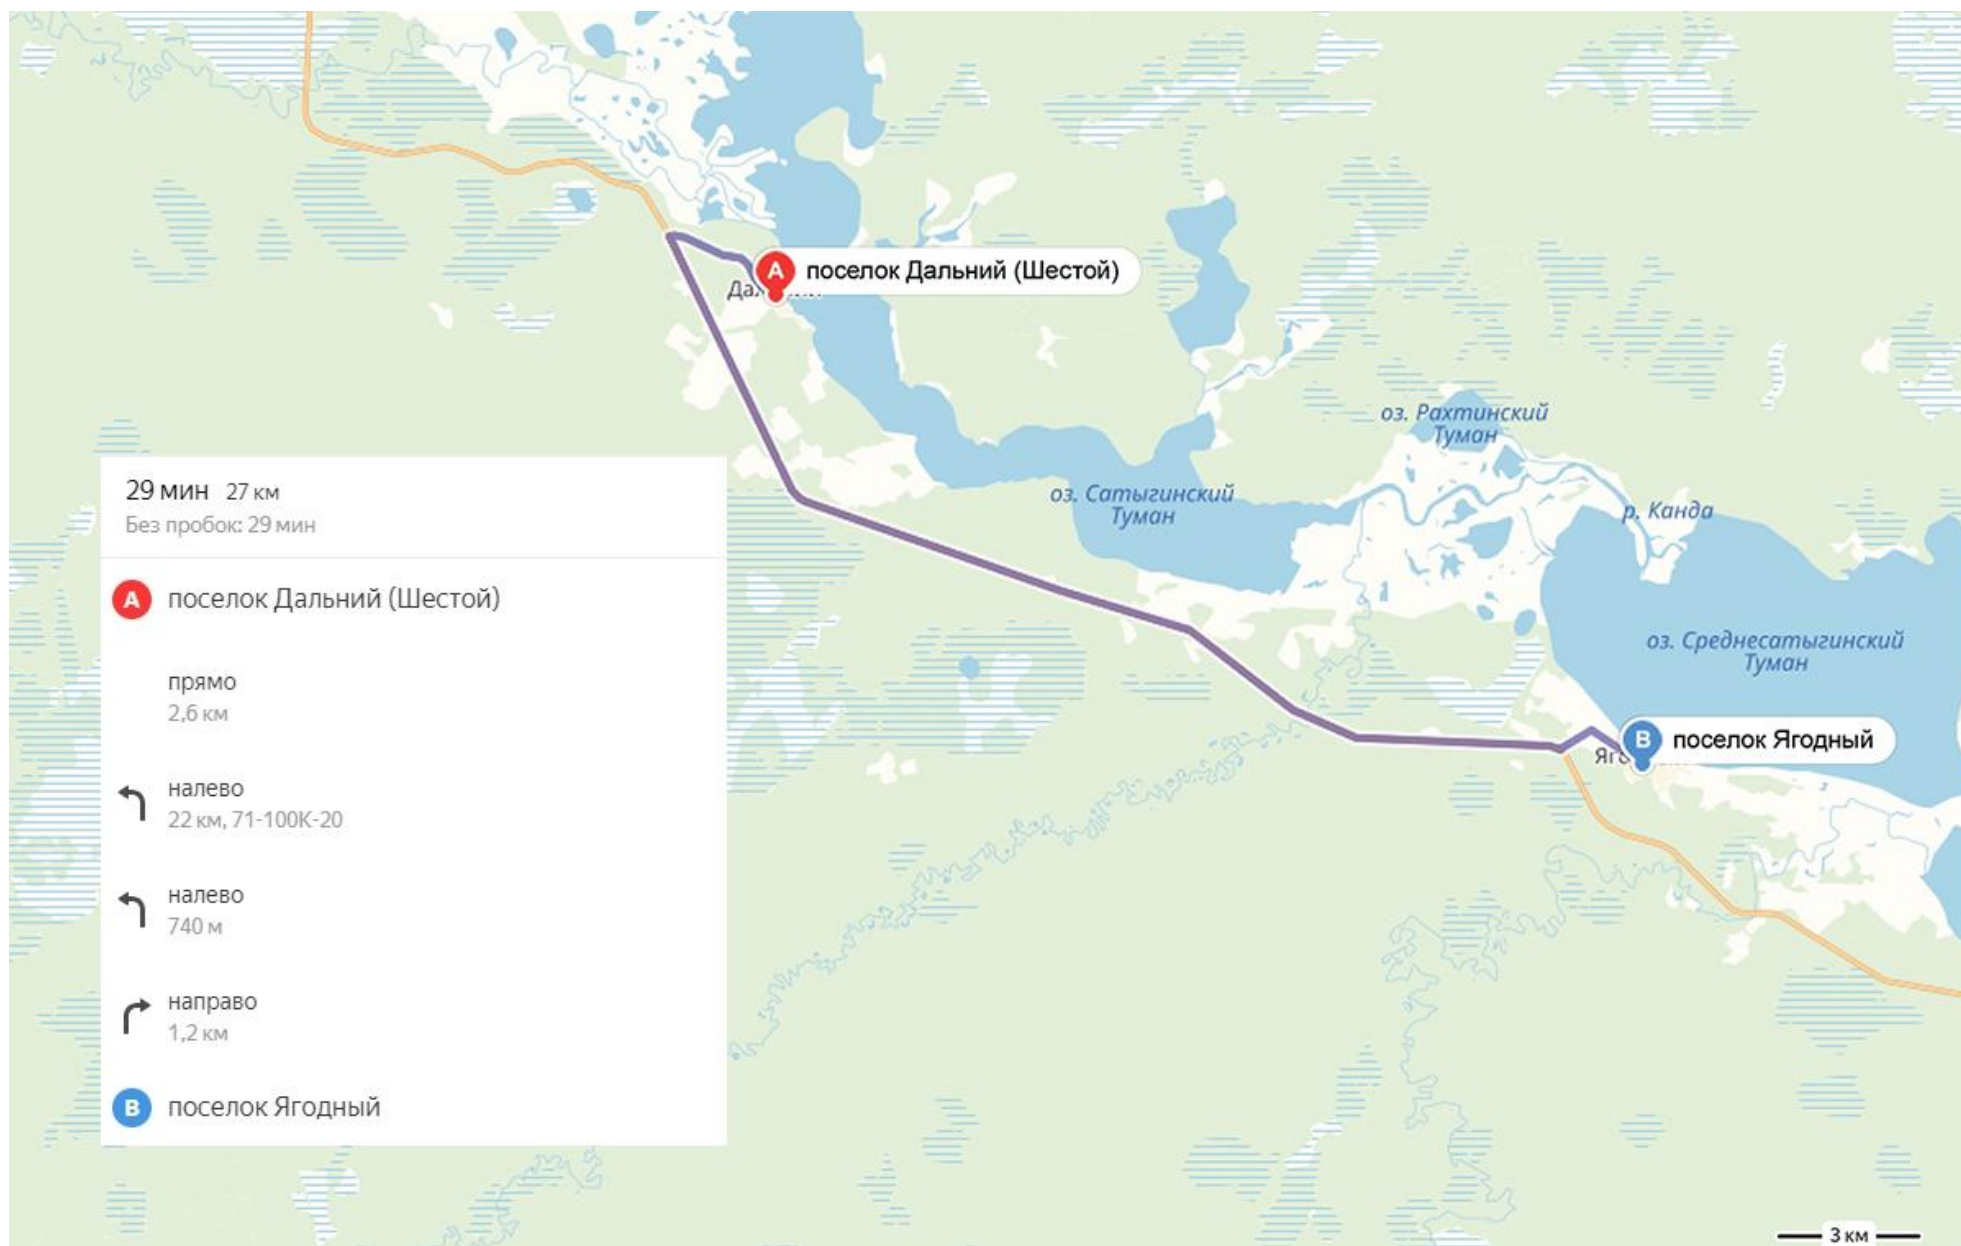 поселок Дальний (Шестой)
оз. Рахтинский
Туман
оз. Сатыгинский
Туман
р. Канда
оз. Среднесатыгинский
Туман
поселок Ягодный
29 мин 27 км
Без пробок: 29 мин
A поселок Дальний (Шестой)
прямо
2,6 км
налево
22 км, 71-100К-20
налево
740 м
направо
1,2 км
B поселок Ягодный
A
B
3 км